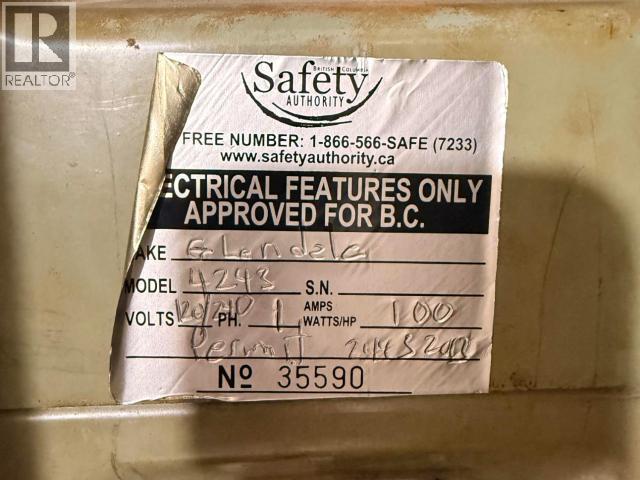 R
REALTOR®
BRITISH COLUMBIA
Safety
AUTHORITY
FREE NUMBER: 1-866-566-SAFE (7233)
www.safetyauthority.ca
ECTRICAL FEATURES ONLY
APPROVED FOR B.C.
AKE Glendela
MODEL 4243 S.N.
VOLTS 120/240 PH. 1 AMPS WATTS/HP 100
Permit
Nº 35590